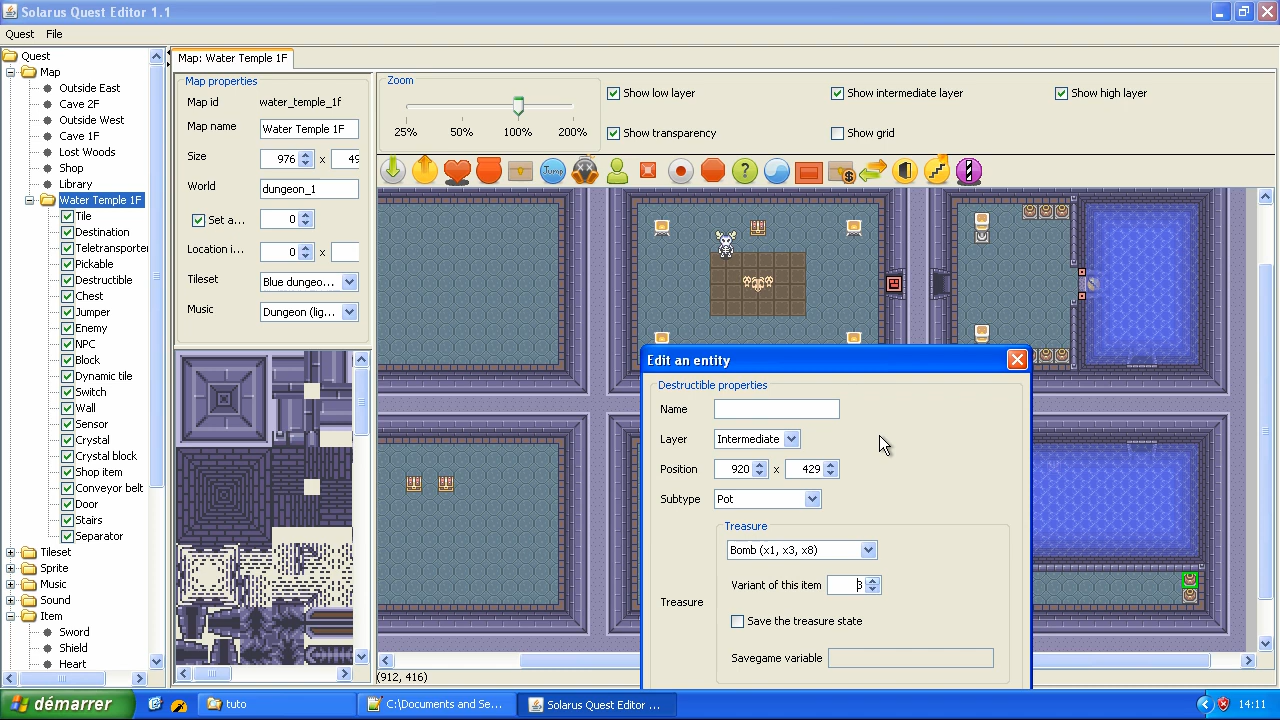 Solarus Quest Editor 1.1
Quest File
Quest
Map
Outside East
Cave 2F
Outside West
Cave 1F
Lost Woods
Shop
Library
Water Temple 1F
Tile
Destination
Teletransporter
Pickable
Destructible
Chest
Jumper
Enemy
NPC
Block
Dynamic tile
Switch
Wall
Sensor
Crystal
Crystal block
Shop item
Conveyor belt
Door
Stairs
Separator
Tileset
Sprite
Music
Sound
Item
Sword
Shield
Heart
Map: Water Temple 1F
Map properties
Map id water_temple_1f
Map name Water Temple 1F
Size 976 x 49
World dungeon_1
Set a... 0
Location i... 0 x
Tileset Blue dungeo...
Music Dungeon (lig...
Zoom
25% 50% 100% 200%
Show low layer Show intermediate layer Show high layer
Show transparency Show grid
Jump ? $
Edit an entity
Destructible properties
Name
Layer Intermediate
Position 920 x 429
Subtype Pot
Treasure
Treasure
Bomb (x1, x3, x8)
Variant of this item 3
Save the treasure state
Savegame variable
(912, 416)
démarrer tuto C:\Documents and Se... Solarus Quest Editor ... 14:11